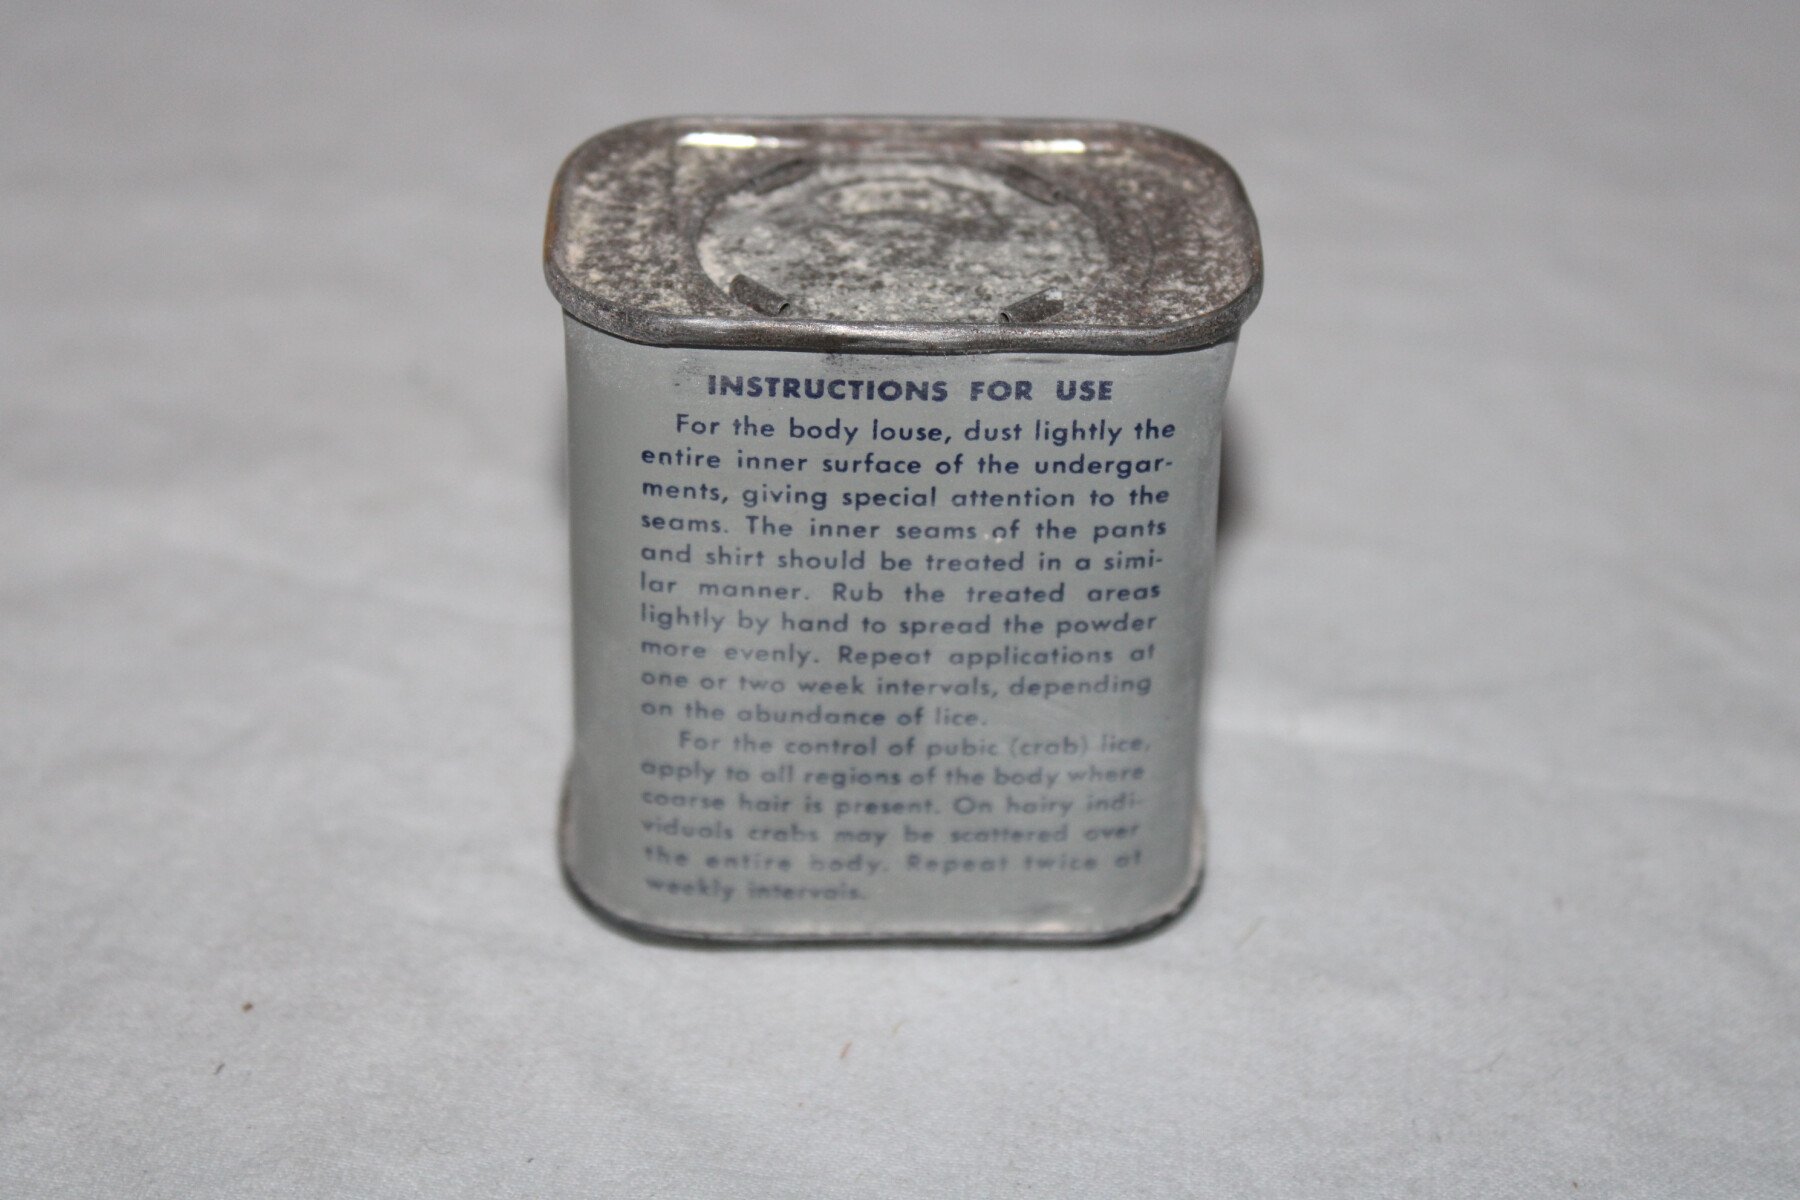 INSTRUCTIONS FOR USE
For the body louse, dust lightly the
entire inner surface of the undergar-
ments, giving special attention to the
seams. The inner seams of the pants
and shirt should be treated in a simi-
lar manner. Rub the treated areas
lightly by hand to spread the powder
more evenly. Repeat applications at
one or two week intervals, depending
on the abundance of lice.
For the control of pubic (crab) lice,
apply to all regions of the body where
coarse hair is present. On hairy indi-
viduals crabs may be scattered over
the entire body. Repeat twice at
weekly intervals.